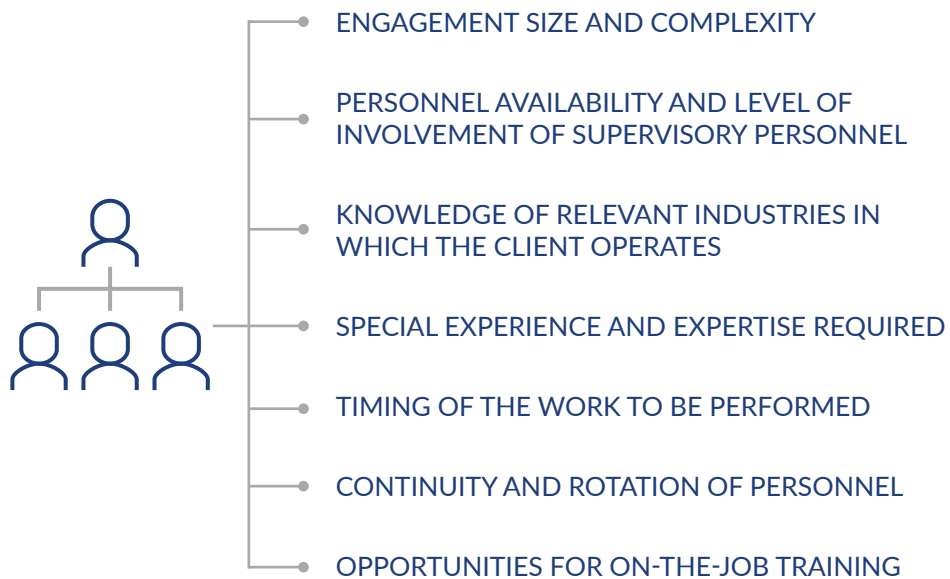 ENGAGEMENT SIZE AND COMPLEXITY
PERSONNEL AVAILABILITY AND LEVEL OF
INVOLVEMENT OF SUPERVISORY PERSONNEL
KNOWLEDGE OF RELEVANT INDUSTRIES IN
WHICH THE CLIENT OPERATES
SPECIAL EXPERIENCE AND EXPERTISE REQUIRED
TIMING OF THE WORK TO BE PERFORMED
CONTINUITY AND ROTATION OF PERSONNEL
OPPORTUNITIES FOR ON-THE-JOB TRAINING